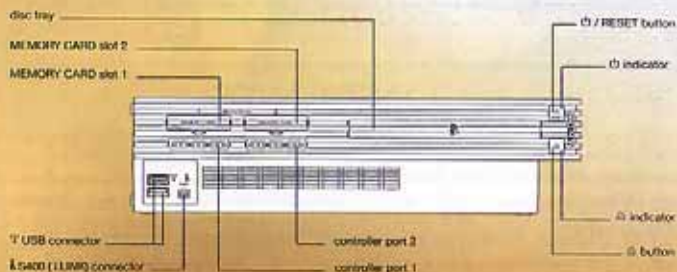 disc tray
MEMORY CARD slot 2
MEMORY CARD slot 1
⏻ / RESET button
⏻ indicator
⏏ indicator
⏏ button
USB connector
S400 (i.LINK) connector
controller port 2
controller port 1